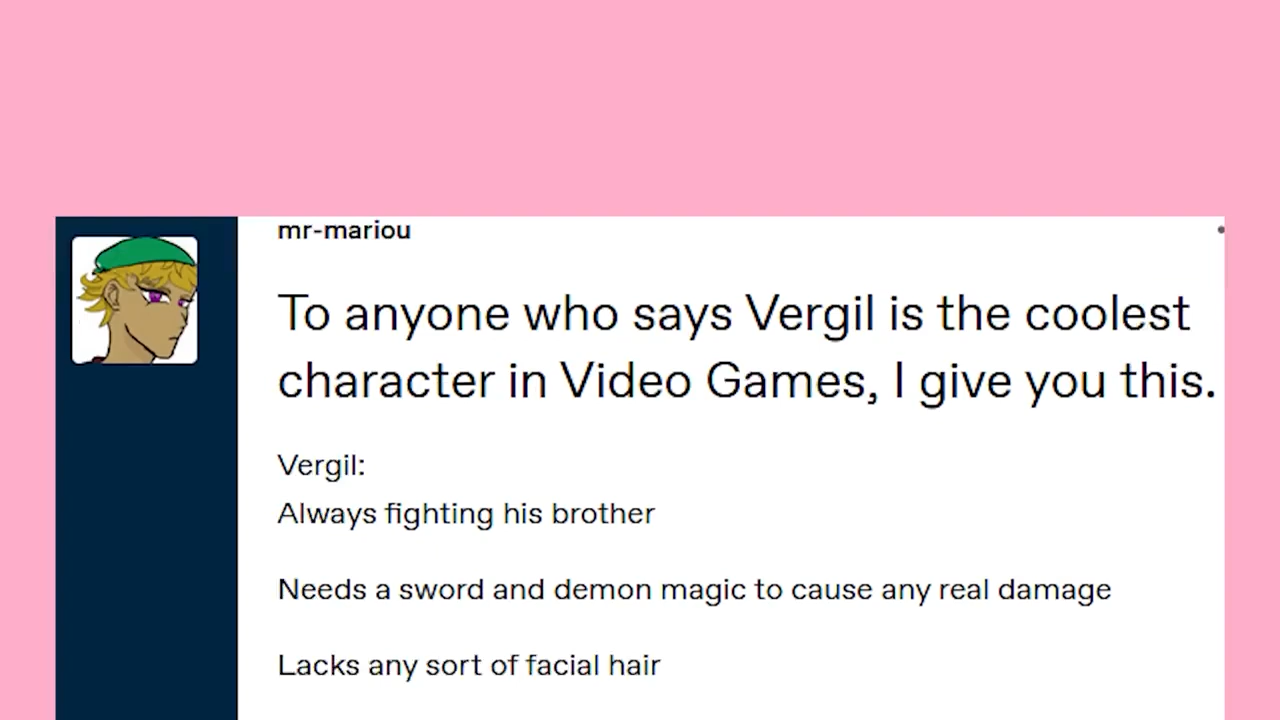 mr-mariou
To anyone who says Vergil is the coolest
character in Video Games, I give you this.
Vergil:
Always fighting his brother
Needs a sword and demon magic to cause any real damage
Lacks any sort of facial hair